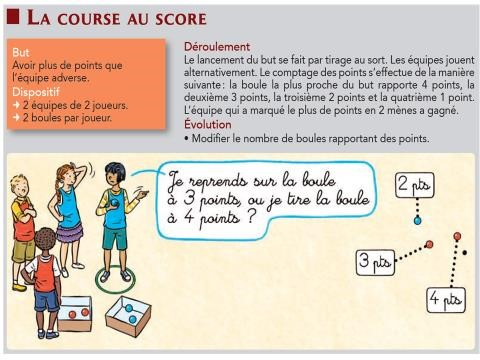 LA COURSE AU SCORE
But
Avoir plus de points que
l'équipe adverse.
Dispositif
➜ 2 équipes de 2 joueurs.
➜ 2 boules par joueur.
Déroulement
Le lancement du but se fait par tirage au sort. Les équipes jouent
alternativement. Le comptage des points s'effectue de la manière
suivante : la boule la plus proche du but rapporte 4 points, la
deuxième 3 points, la troisième 2 points et la quatrième 1 point.
L'équipe qui a marqué le plus de points en 2 mènes a gagné.
Évolution
• Modifier le nombre de boules rapportant des points.
Je reprends sur la boule
à 3 points, ou je tire la boule
à 4 points ?
2 pts
3 pts
4 pts